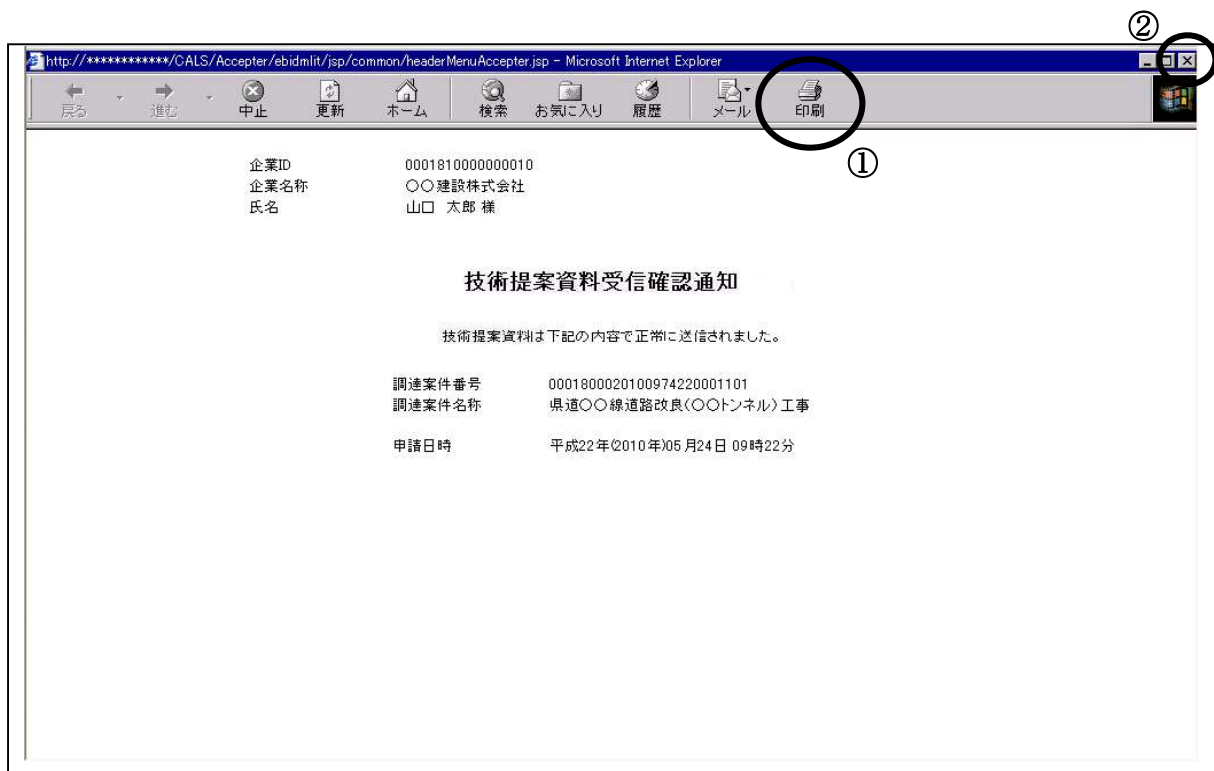 ②
http://************/CALS/Accepter/ebidmlit/jsp/common/headerMenuAccepter.jsp - Microsoft Internet Explorer
戻る 進む 中止 更新 ホーム 検索 お気に入り 履歴 メール 印刷
①
企業ID 0001810000000010
企業名称 〇〇建設株式会社
氏名 山口 太郎 様
技術提案資料受信確認通知
技術提案資料は下記の内容で正常に送信されました。
調達案件番号 0001800020100974220001101
調達案件名称 県道〇〇線道路改良(〇〇トンネル)工事
申請日時 平成22年(2010年)05月24日 09時22分